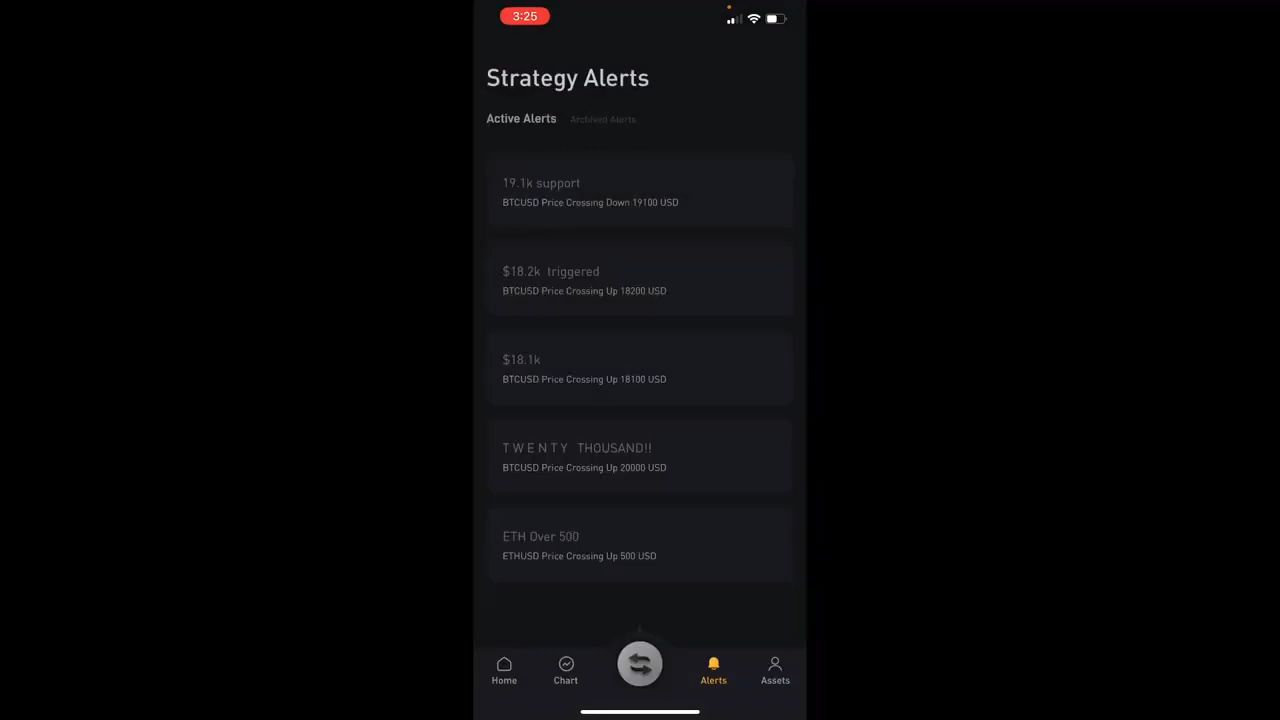 3:25
Strategy Alerts
Active Alerts Archived Alerts
19.1k support
BTCUSD Price Crossing Down 19100 USD
$18.2k triggered
BTCUSD Price Crossing Up 18200 USD
$18.1k
BTCUSD Price Crossing Up 18100 USD
T W E N T Y THOUSAND!!
BTCUSD Price Crossing Up 20000 USD
ETH Over 500
ETHUSD Price Crossing Up 500 USD
Home Chart Alerts Assets